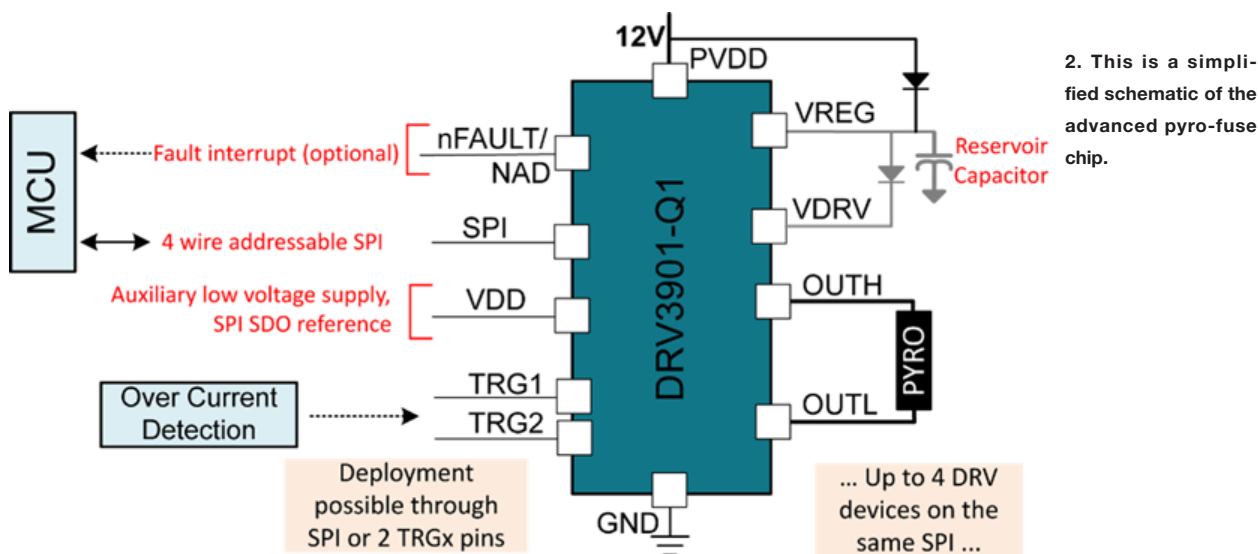 12V
PVDD
2. This is a simpli-
fied schematic of the
advanced pyro-fuse
chip.
MCU
Fault interrupt (optional)
nFAULT/
NAD
VREG
Reservoir
Capacitor
4 wire addressable SPI
SPI
VDRV
Auxiliary low voltage supply,
SPI SDO reference
VDD
DRV3901-Q1
OUTH
PYRO
OUTL
Over Current
Detection
TRG1
TRG2
Deployment
possible through
SPI or 2 TRGx pins
GND
... Up to 4 DRV
devices on the
same SPI ...